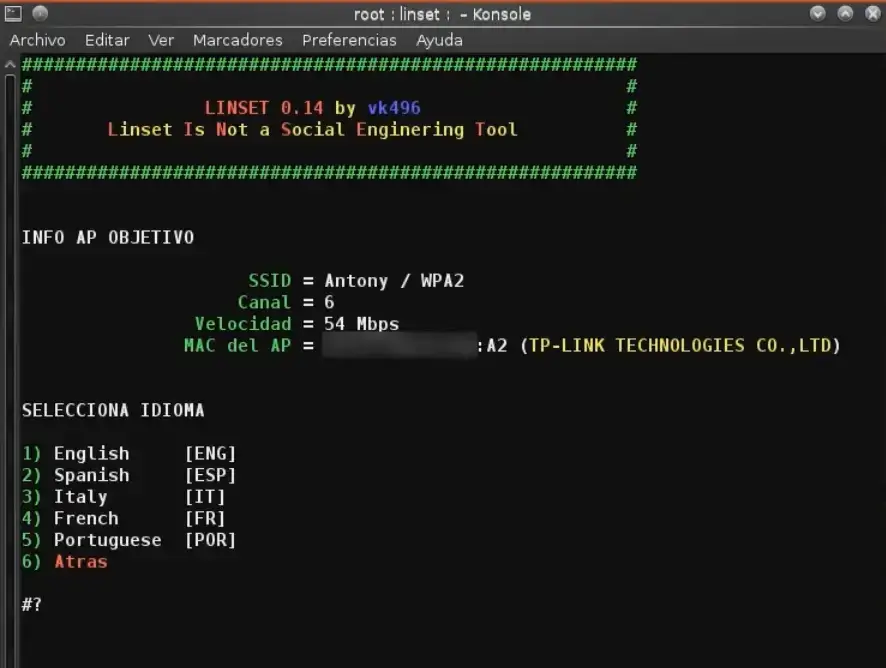 root : linset : – Konsole
Archivo Editar Ver Marcadores Preferencias Ayuda
#########################################################
# #
# LINSET 0.14 by vk496 #
# Linset Is Not a Social Enginering Tool #
# #
#########################################################
INFO AP OBJETIVO
SSID = Antony / WPA2
Canal = 6
Velocidad = 54 Mbps
MAC del AP = :A2 (TP-LINK TECHNOLOGIES CO.,LTD)
SELECCIONA IDIOMA
1) English [ENG]
2) Spanish [ESP]
3) Italy [IT]
4) French [FR]
5) Portuguese [POR]
6) Atras
#?